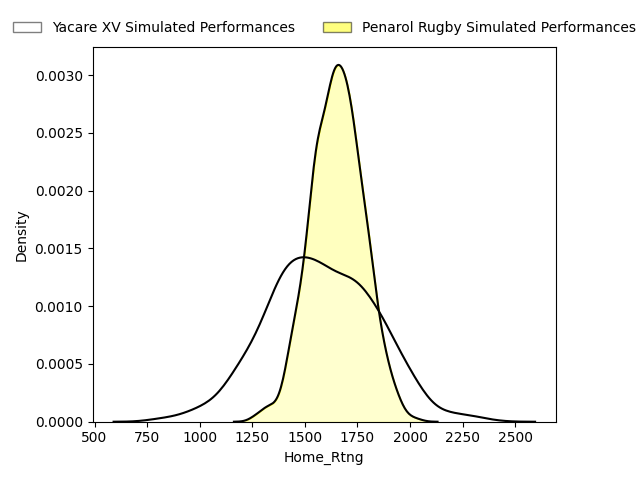 Yacare XV Simulated Performances Penarol Rugby Simulated Performances
0.0030
0.0025
0.0020
0.0015
0.0010
0.0005
0.0000
Density
500 750 1000 1250 1500 1750 2000 2250 2500
Home_Rtng